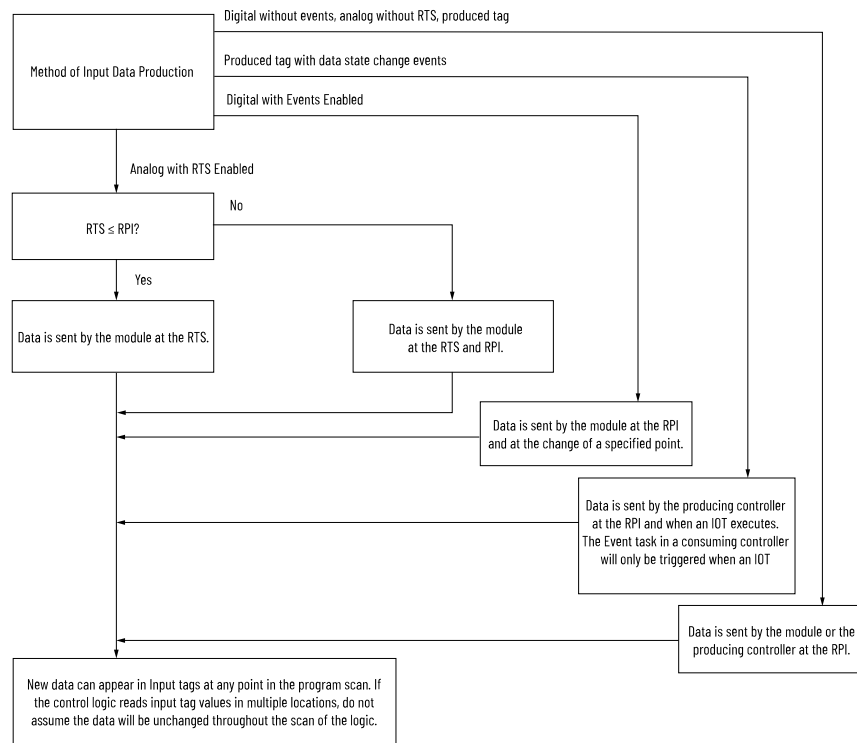 Digital without events, analog without RTS, produced tag
Method of Input Data Production
Produced tag with data state change events
Digital with Events Enabled
Analog with RTS Enabled
RTS ≤ RPI?
No
Yes
Data is sent by the module at the RTS.
Data is sent by the module
at the RTS and RPI.
Data is sent by the module at the RPI
and at the change of a specified point.
Data is sent by the producing controller
at the RPI and when an IOT executes.
The Event task in a consuming controller
will only be triggered when an IOT
Data is sent by the module or the
producing controller at the RPI.
New data can appear in Input tags at any point in the program scan. If
the control logic reads input tag values in multiple locations, do not
assume the data will be unchanged throughout the scan of the logic.